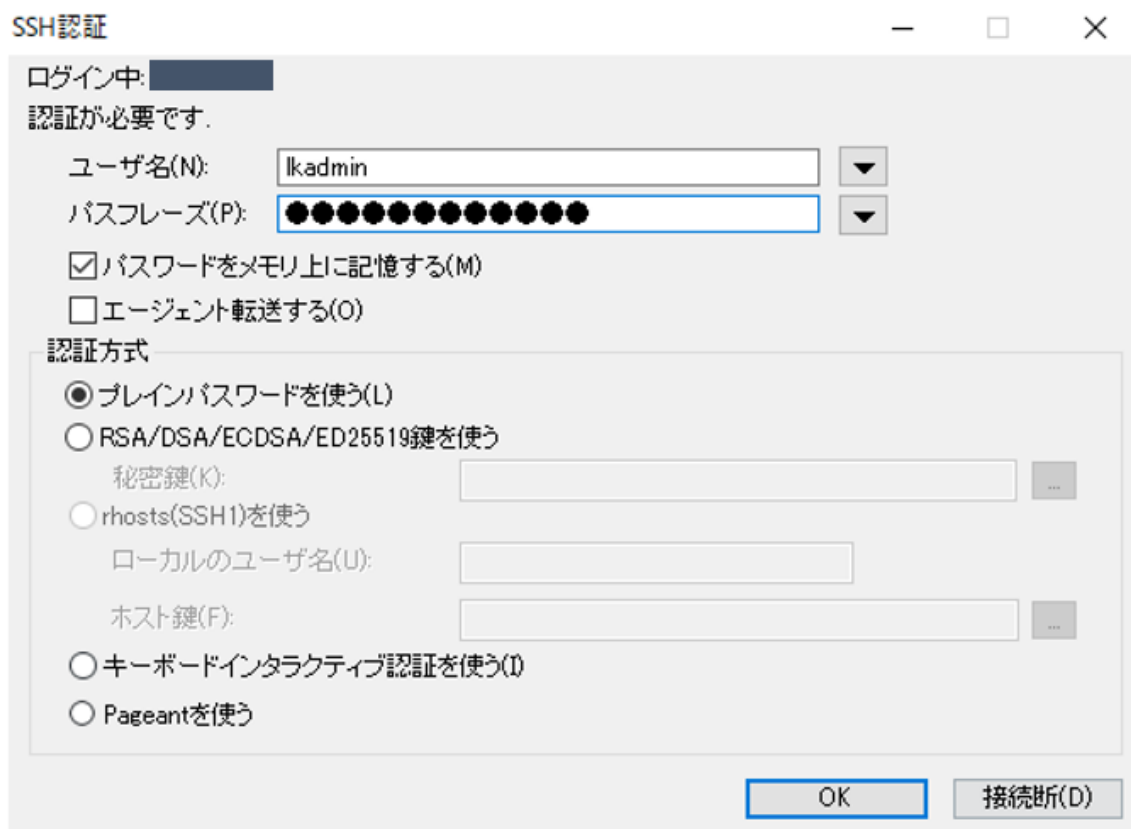 SSH認証
ログイン中:
認証が必要です.
ユーザ名(N): lkadmin
パスフレーズ(P): ●●●●●●●●●●●●
パスワードをメモリ上に記憶する(M)
エージェント転送する(O)
認証方式
プレインパスワードを使う(L)
RSA/DSA/ECDSA/ED25519鍵を使う
秘密鍵(K):
...
rhosts(SSH1)を使う
ローカルのユーザ名(U):
ホスト鍵(F):
...
キーボードインタラクティブ認証を使う(I)
Pageantを使う
OK 接続断(D)